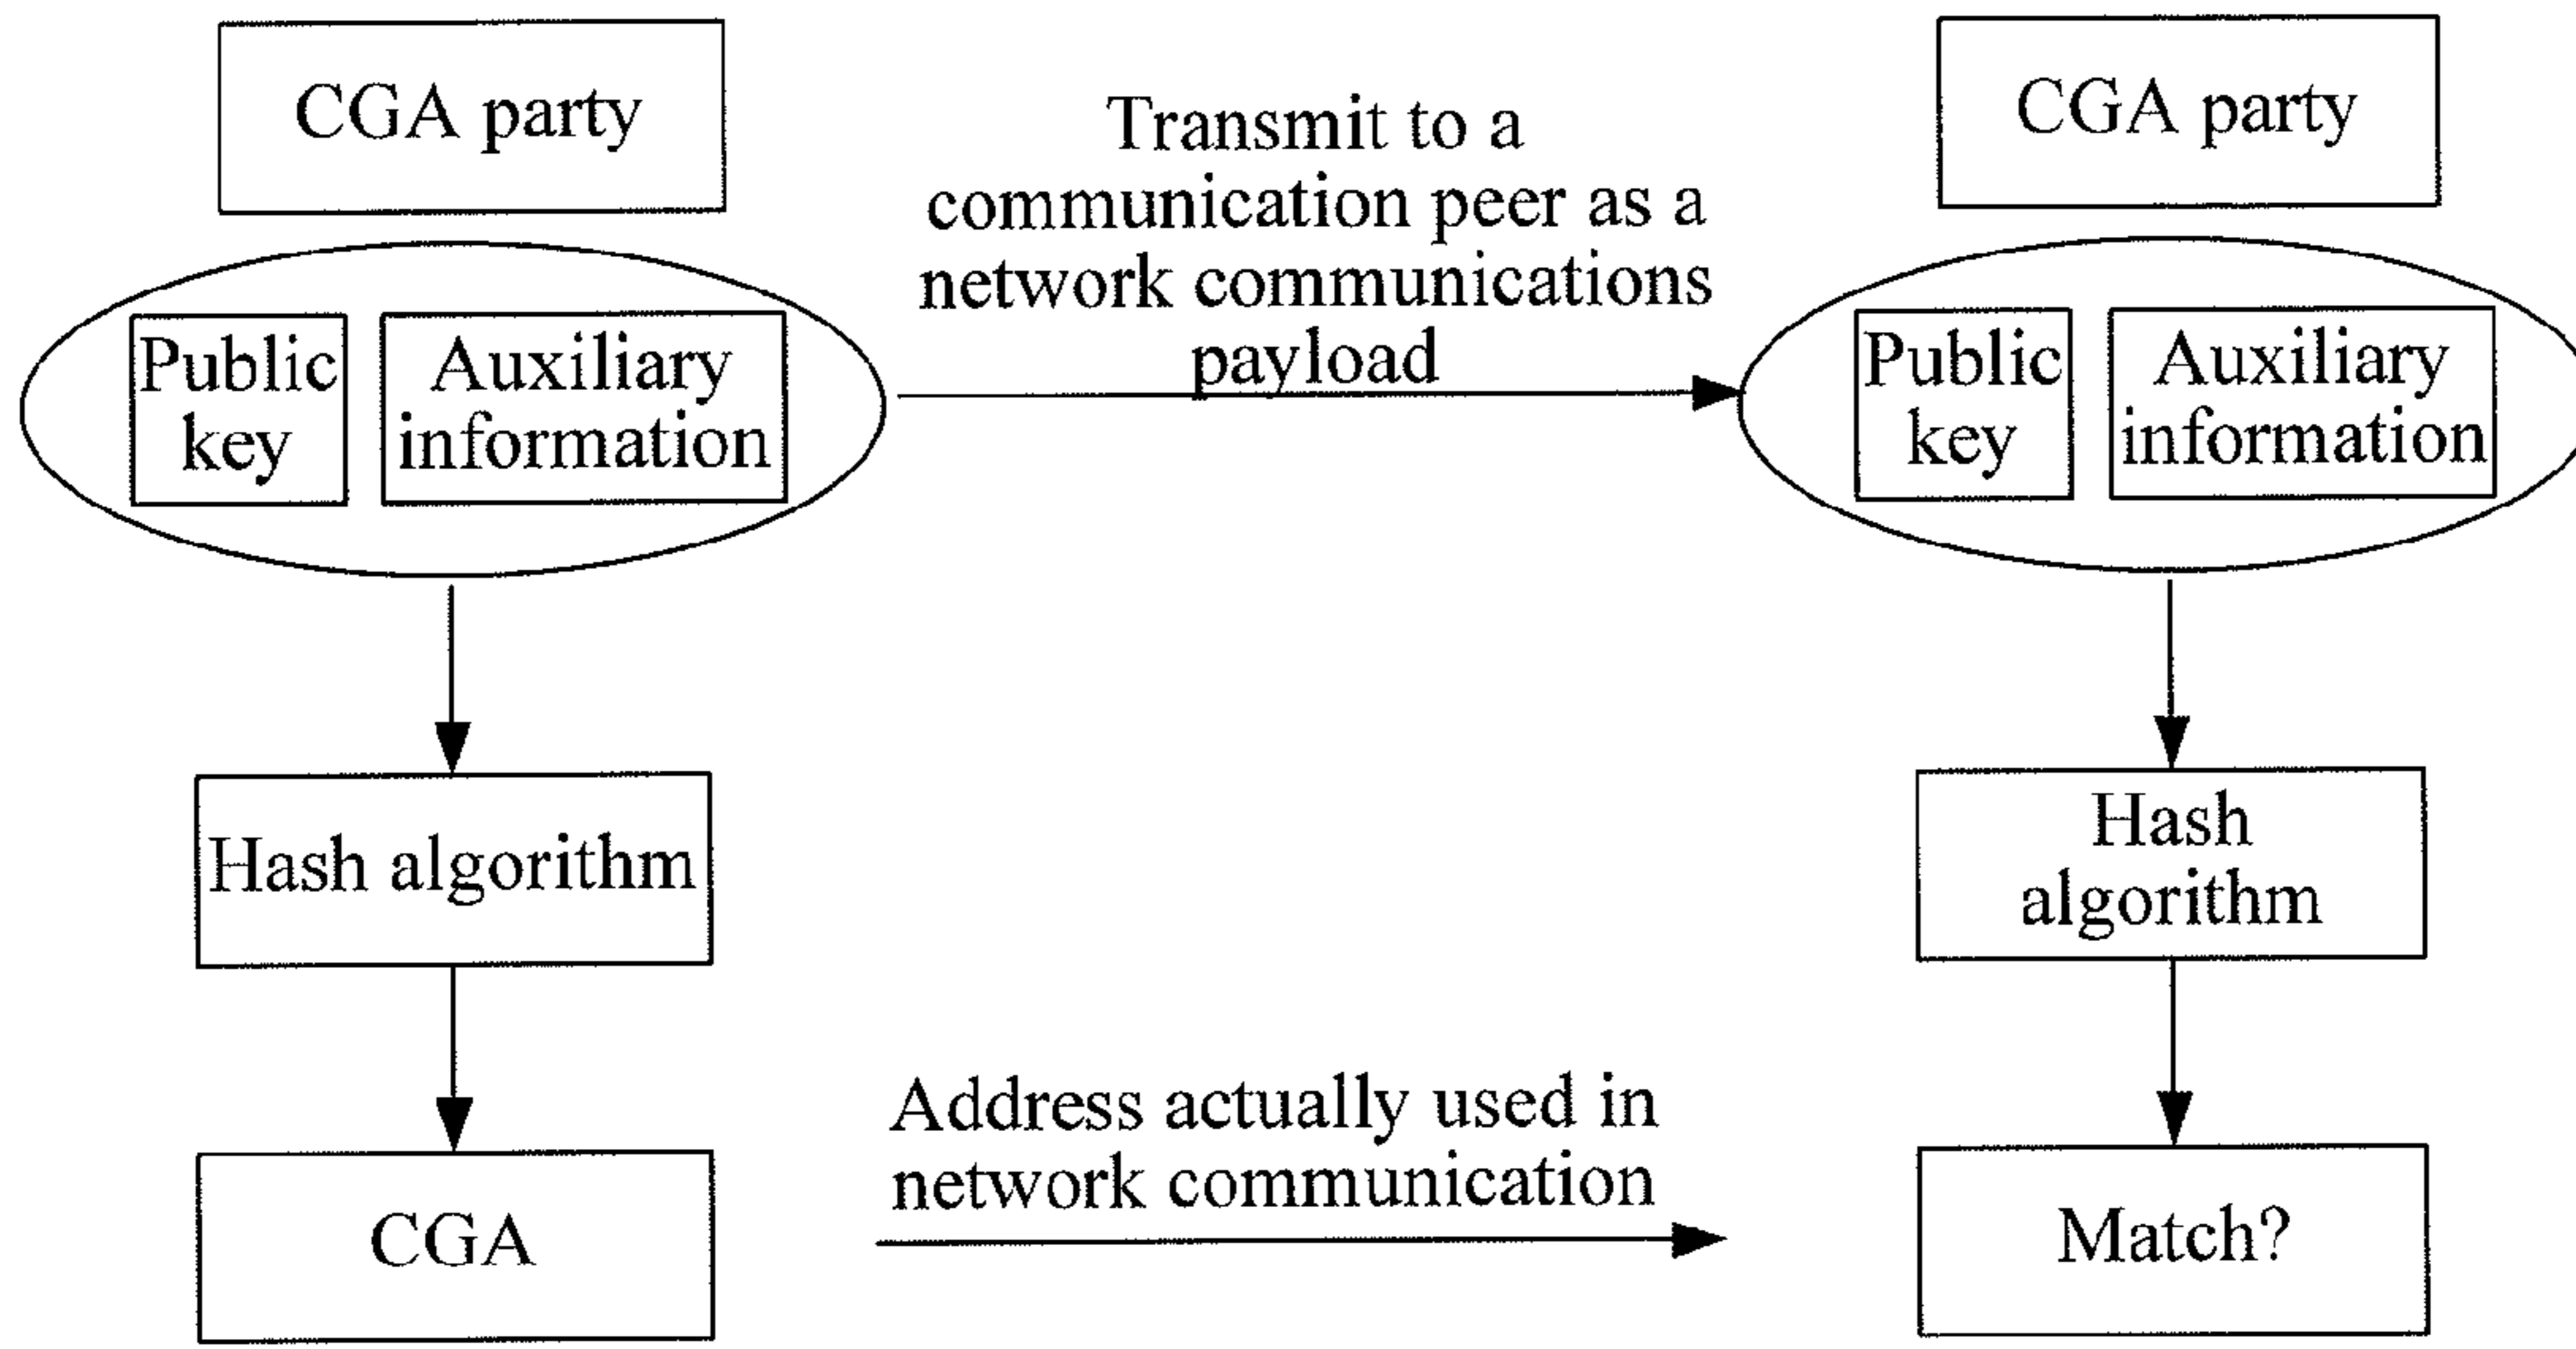 CGA party
Public
key
Auxiliary
information
Hash algorithm
CGA
Transmit to a
communication peer as a
network communications
payload
Address actually used in
network communication
CGA party
Public
key
Auxiliary
information
Hash
algorithm
Match?